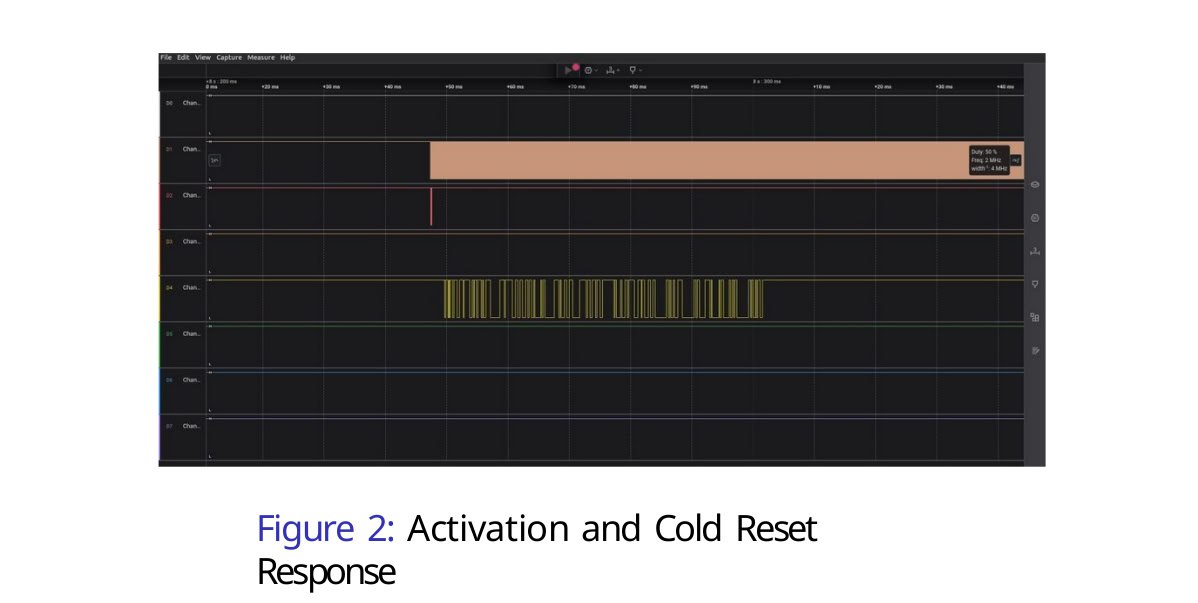 File Edit View Capture Measure Help
+8 s : 200 ms
0 ms +20 ms +30 ms +40 ms +50 ms +60 ms +70 ms +80 ms +90 ms 8 s : 300 ms +10 ms +20 ms +30 ms +40 ms
D0 Chan...
D1 Chan...
Duty: 50 %
Freq: 2 MHz
width⁻¹: 4 MHz
D2 Chan...
D3 Chan...
D4 Chan...
D5 Chan...
D6 Chan...
D7 Chan...
Figure 2: Activation and Cold Reset
Response